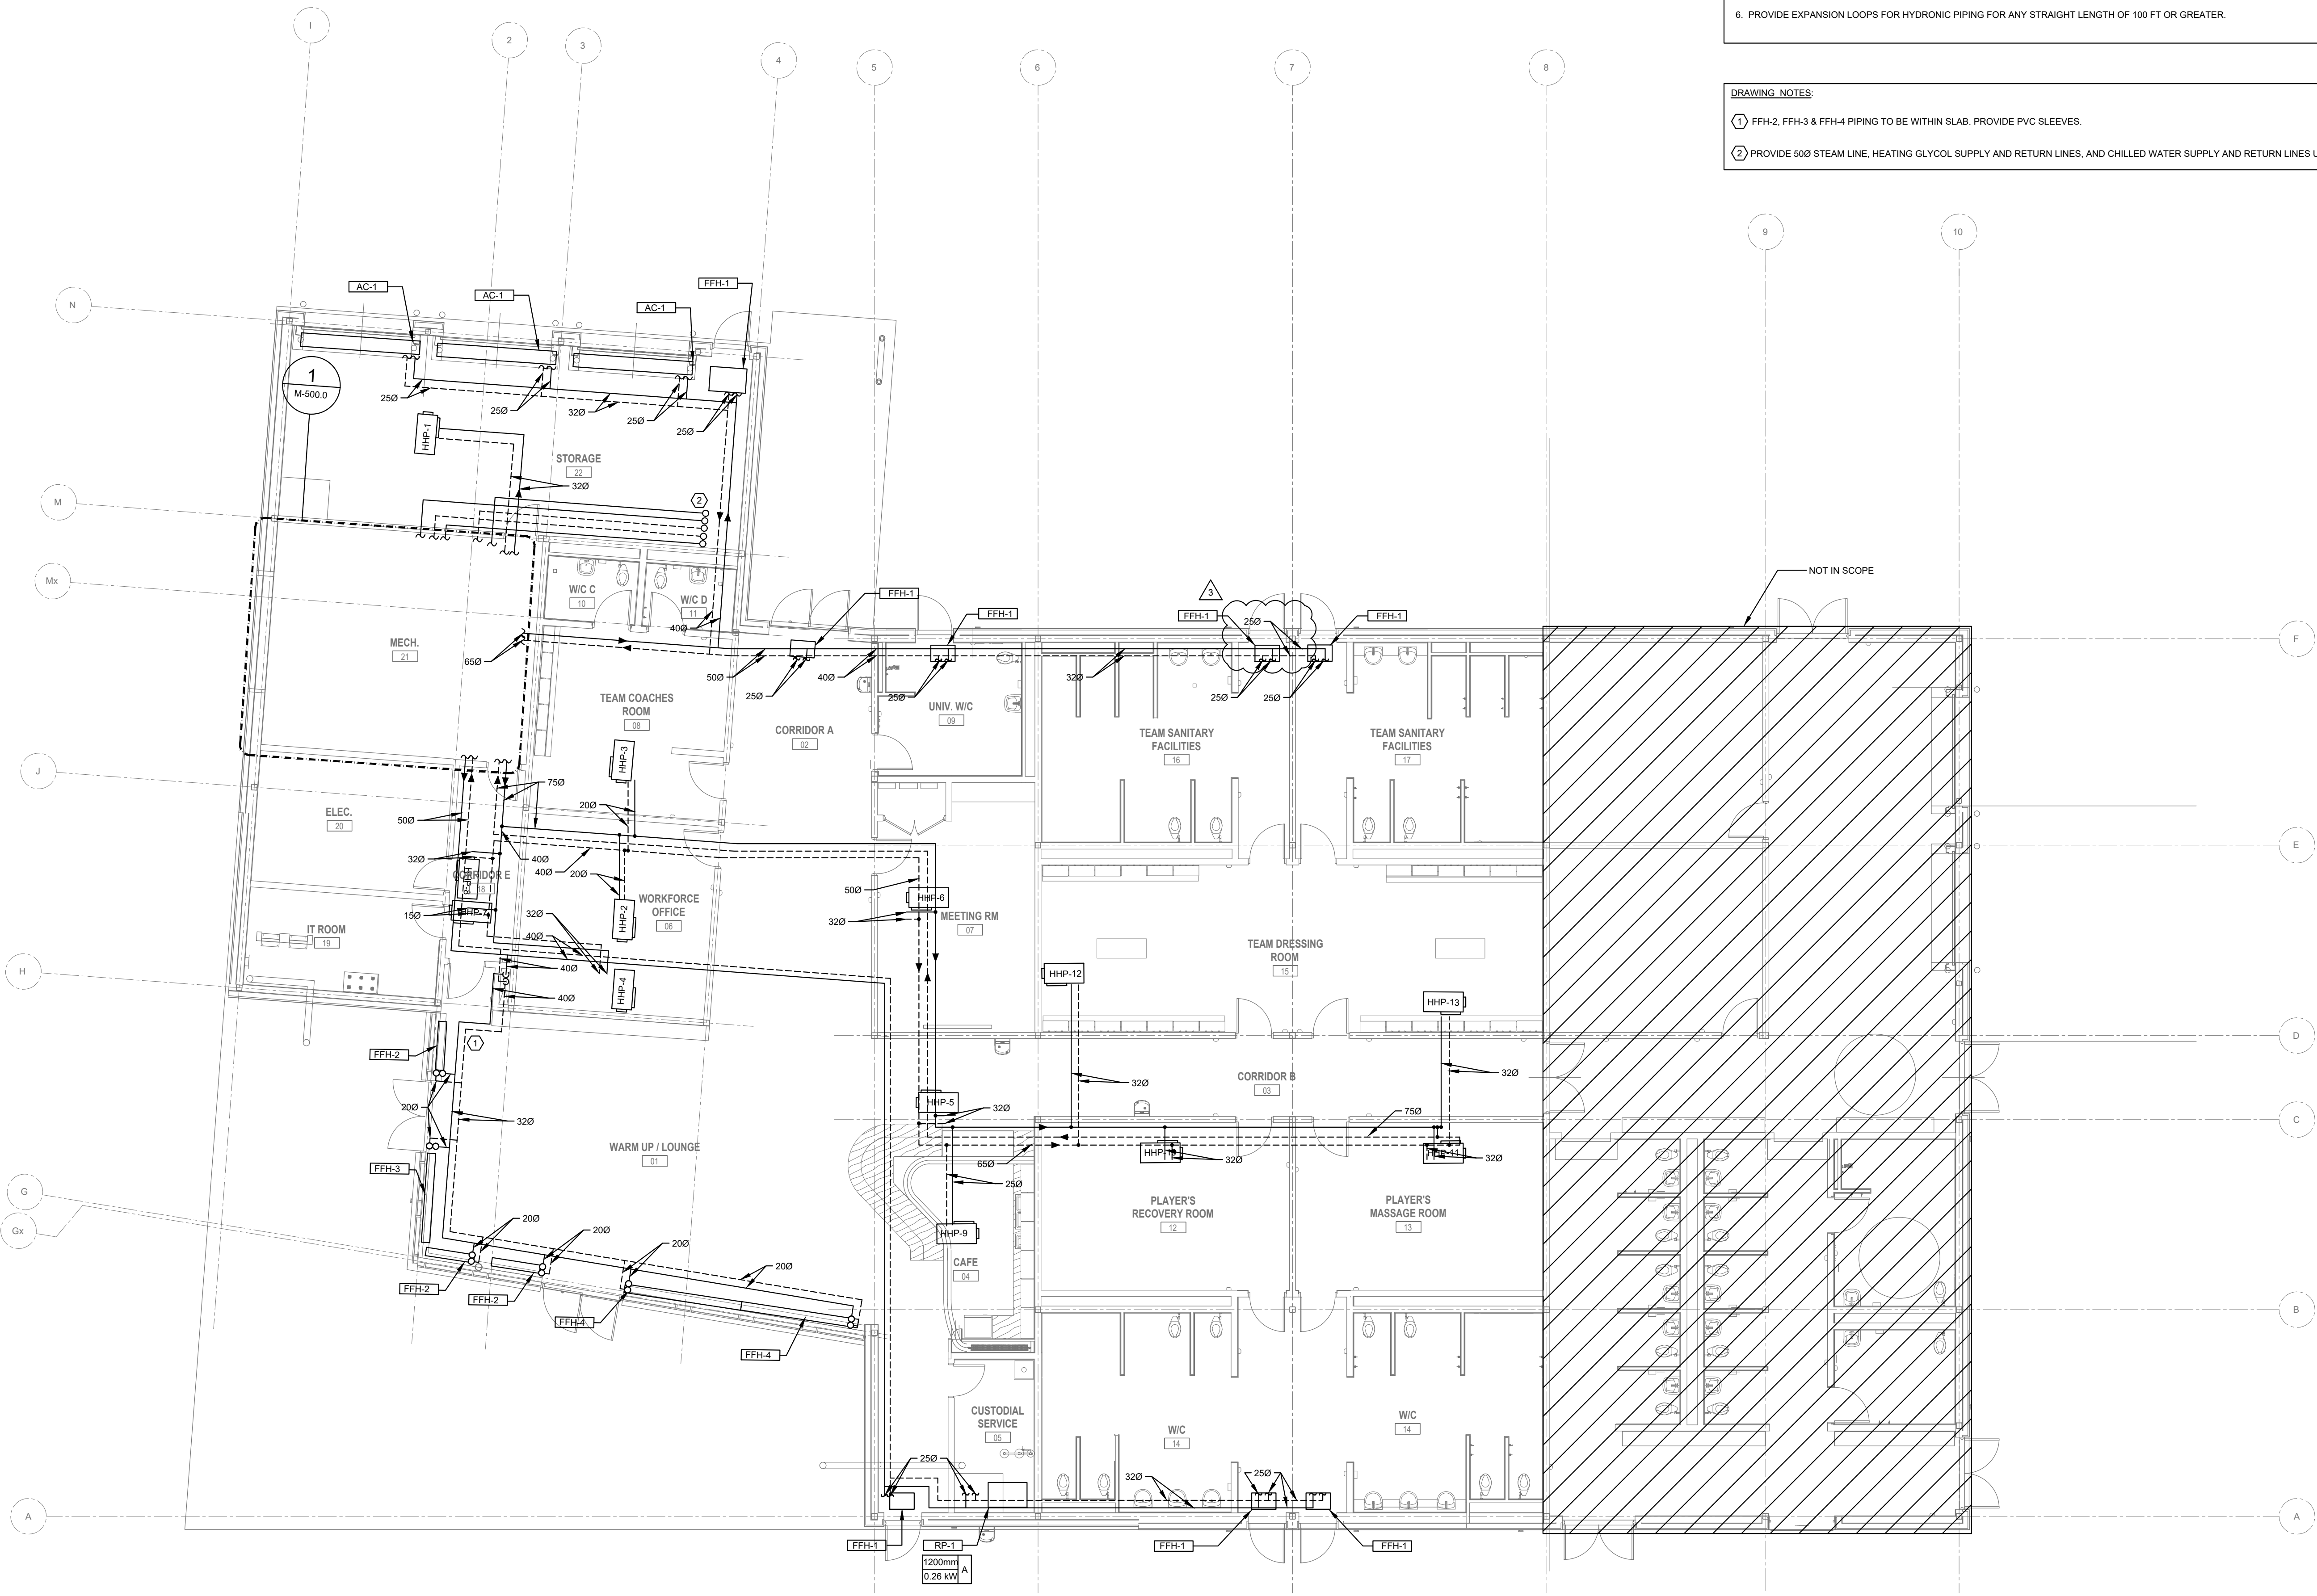 6. PROVIDE EXPANSION LOOPS FOR HYDRONIC PIPING FOR ANY STRAIGHT LENGTH OF 100 FT OR GREATER.
DRAWING NOTES:
1 FFH-2, FFH-3 & FFH-4 PIPING TO BE WITHIN SLAB. PROVIDE PVC SLEEVES.
2 PROVIDE 50Ø STEAM LINE, HEATING GLYCOL SUPPLY AND RETURN LINES, AND CHILLED WATER SUPPLY AND RETURN LINES
I
2
3
4
5
6
7
8
9
10
N
AC-1
AC-1
AC-1
FFH-1
1
M-500.0
25Ø
25Ø
32Ø
25Ø
25Ø
HHP-1
STORAGE
22
32Ø
M
2
Mx
W/C C
10
W/C D
11
40Ø
FFH-1
FFH-1
3
FFH-1
25Ø
FFH-1
NOT IN SCOPE
F
MECH.
21
65Ø
50Ø
25Ø
40Ø
25Ø
32Ø
25Ø
25Ø
TEAM COACHES
ROOM
08
CORRIDOR A
02
UNIV. W/C
09
TEAM SANITARY
FACILITIES
16
TEAM SANITARY
FACILITIES
17
J
HHP-3
75Ø
20Ø
ELEC.
20
50Ø
32Ø
40Ø
40Ø
20Ø
E
HHP-8
CORRIDOR E
18
HHP-7
15Ø
32Ø
40Ø
HHP-2
WORKFORCE
OFFICE
06
50Ø
HHP-6
32Ø
MEETING RM
07
IT ROOM
19
TEAM DRESSING
ROOM
15
H
40Ø
40Ø
HHP-4
HHP-12
HHP-13
D
1
FFH-2
20Ø
32Ø
HHP-5
32Ø
32Ø
CORRIDOR B
03
32Ø
75Ø
C
WARM UP / LOUNGE
01
FFH-3
65Ø
HHP-10
32Ø
HHP-11
32Ø
25Ø
G
Gx
PLAYER'S
RECOVERY ROOM
12
PLAYER'S
MASSAGE ROOM
13
20Ø
20Ø
20Ø
20Ø
HHP-9
CAFE
04
FFH-2
FFH-2
FFH-4
FFH-4
B
CUSTODIAL
SERVICE
05
W/C
14
W/C
14
25Ø
32Ø
25Ø
A
A
FFH-1
RP-1
1200mm
0.26 kW
A
FFH-1
FFH-1